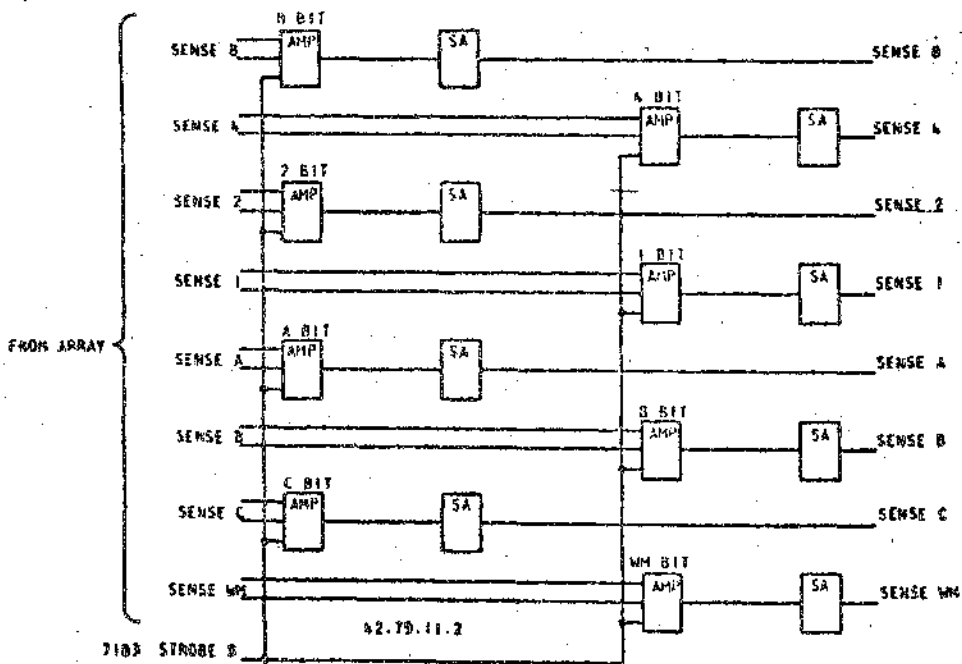 8 BIT
SENSE 8 AMP SA SENSE 8
4 BIT
SENSE 4 AMP SA SENSE 4
2 BIT
SENSE 2 AMP SA SENSE 2
1 BIT
SENSE 1 AMP SA SENSE 1
FROM ARRAY
A BIT
SENSE A AMP SA SENSE A
B BIT
SENSE B AMP SA SENSE B
C BIT
SENSE C AMP SA SENSE C
WM BIT
SENSE WM AMP SA SENSE WM
42.79.11.2
STROBE